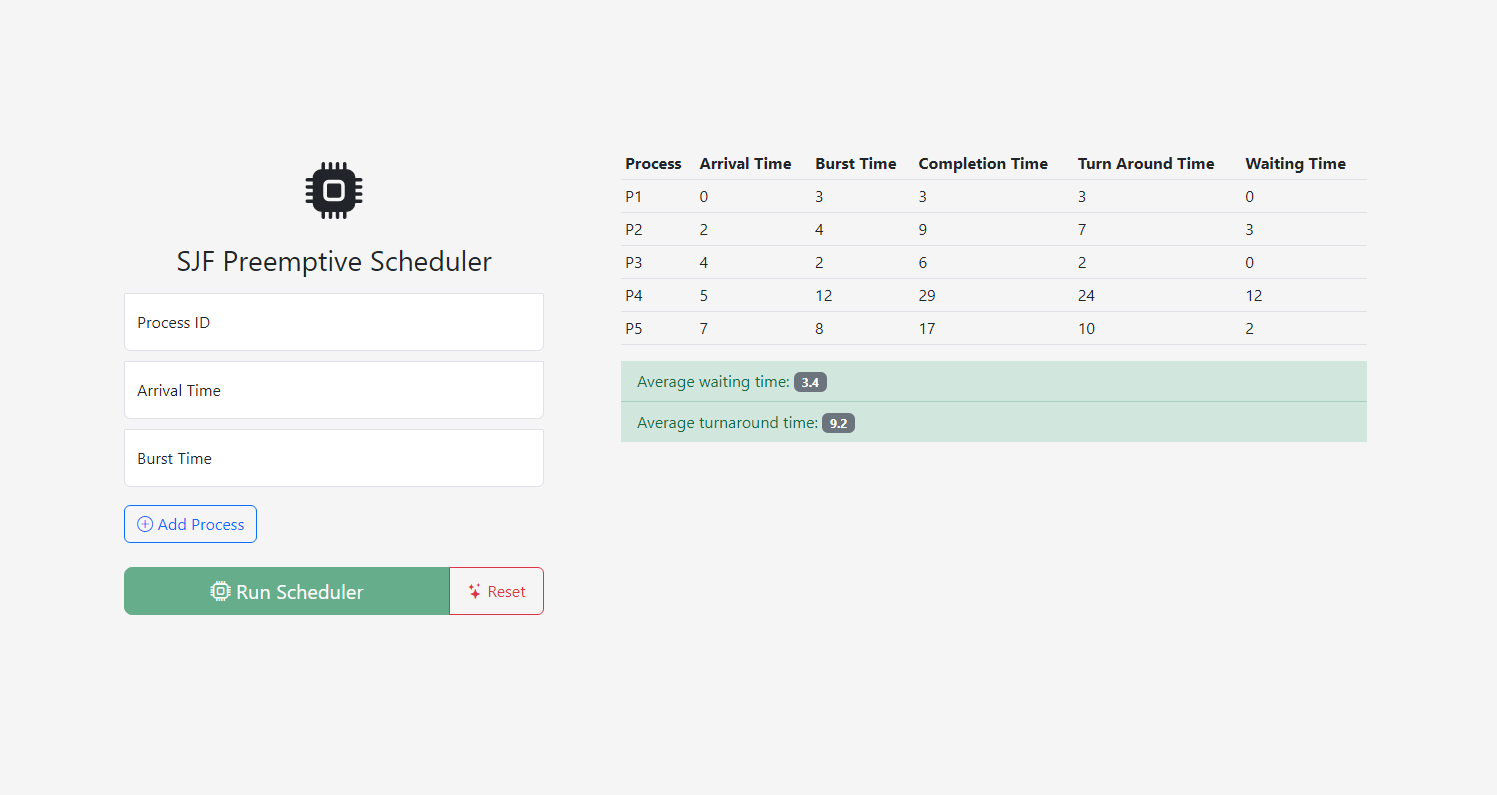 SJF Preemptive Scheduler
Process ID
Arrival Time
Burst Time
Add Process
Run Scheduler Reset
Process Arrival Time Burst Time Completion Time Turn Around Time Waiting Time
P1 0 3 3 3 0
P2 2 4 9 7 3
P3 4 2 6 2 0
P4 5 12 29 24 12
P5 7 8 17 10 2
Average waiting time: 3.4
Average turnaround time: 9.2